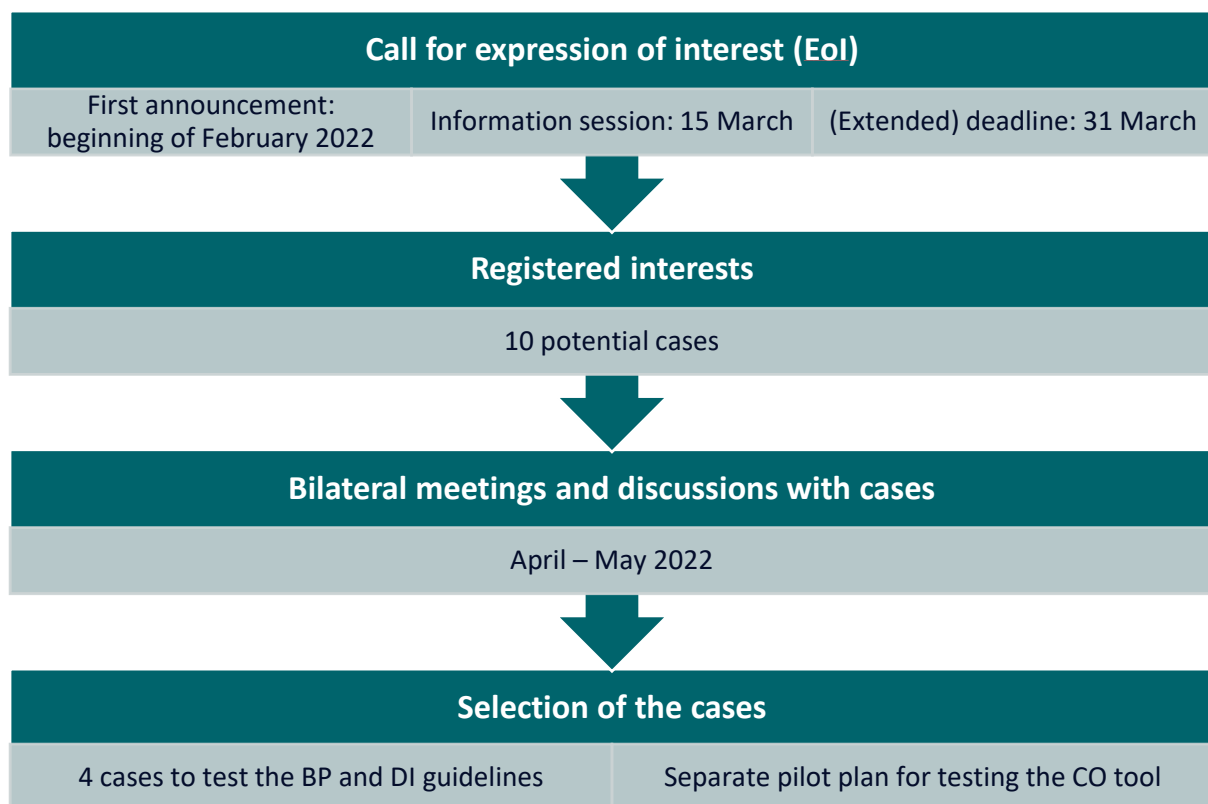 Call for expression of interest (EoI)
First announcement:
beginning of February 2022
Information session: 15 March
(Extended) deadline: 31 March
Registered interests
10 potential cases
Bilateral meetings and discussions with cases
April – May 2022
Selection of the cases
4 cases to test the BP and DI guidelines
Separate pilot plan for testing the CO tool